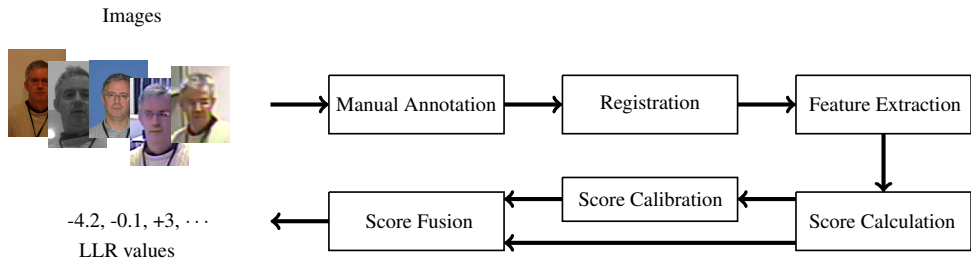 Images
Manual Annotation
Registration
Feature Extraction
Score Calculation
Score Calibration
Score Fusion
-4.2, -0.1, +3, · · ·
LLR values